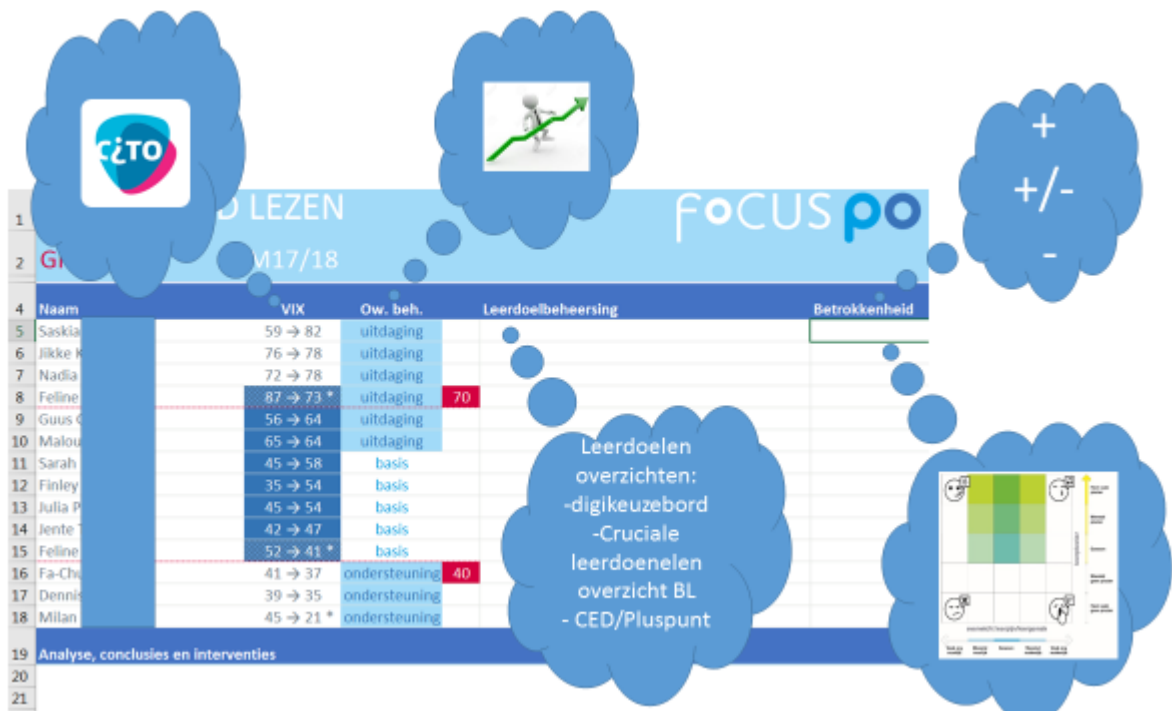 CiTO
+
+/-
-
1 D LEZEN FOCUS PO
2 M17/18
4 Naam VIX Ow. beh. Leerdoelbeheersing Betrokkenheid
5 Saskia 59 → 82 uitdaging
6 Jikke 76 → 78 uitdaging
7 Nadia 72 → 78 uitdaging
8 Feline 87 → 73 * uitdaging 70
9 Guus 56 → 64 uitdaging
10 Malou 65 → 64 uitdaging
11 Sarah 45 → 58 basis
12 Finley 35 → 54 basis
13 Julia P 45 → 54 basis
14 Jente 42 → 47 basis
15 Feline 52 → 41 * basis
16 Fa-Chu 41 → 37 ondersteuning 40
17 Dennis 39 → 35 ondersteuning
18 Milan 45 → 21 * ondersteuning
19 Analyse, conclusies en interventies
20
21
Leerdoelen
overzichten:
-digikeuzebord
-Cruciale
leerdoenelen
overzicht BL
- CED/Pluspunt